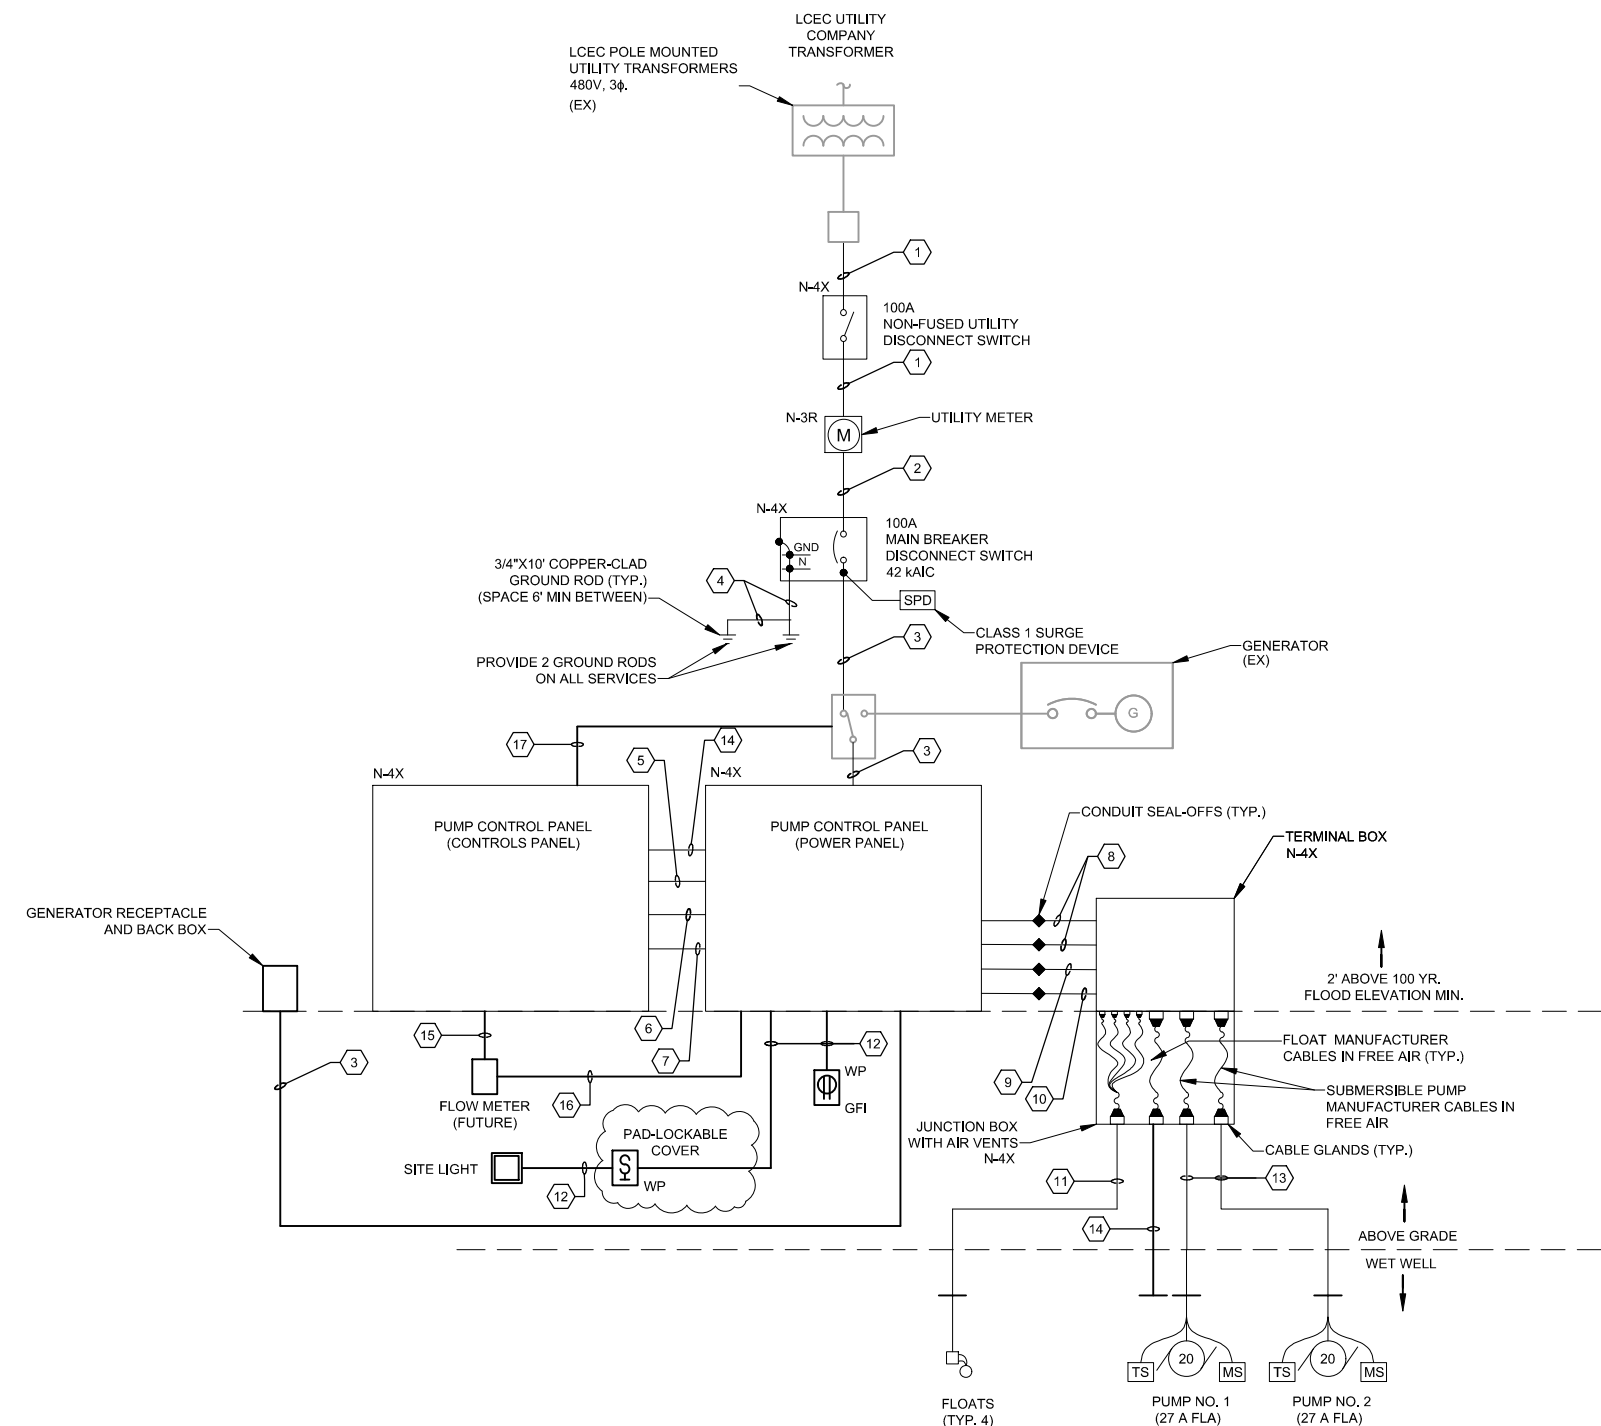 LCEC UTILITY
COMPANY
TRANSFORMER
LCEC POLE MOUNTED
UTILITY TRANSFORMERS
480V, 3ϕ.
(EX)
1
N-4X
100A
NON-FUSED UTILITY
DISCONNECT SWITCH
1
N-3R
M
UTILITY METER
2
N-4X
100A
MAIN BREAKER
DISCONNECT SWITCH
42 kAIC
GND
N
3/4"X10' COPPER-CLAD
GROUND ROD (TYP.)
(SPACE 6' MIN BETWEEN)
4
SPD
CLASS 1 SURGE
PROTECTION DEVICE
3
PROVIDE 2 GROUND RODS
ON ALL SERVICES
GENERATOR
(EX)
G
17
14
5
3
N-4X
N-4X
PUMP CONTROL PANEL
(CONTROLS PANEL)
PUMP CONTROL PANEL
(POWER PANEL)
CONDUIT SEAL-OFFS (TYP.)
TERMINAL BOX
N-4X
8
GENERATOR RECEPTACLE
AND BACK BOX
2' ABOVE 100 YR.
FLOOD ELEVATION MIN.
6
7
15
12
3
9
10
16
FLOW METER
(FUTURE)
WP
GFI
FLOAT MANUFACTURER
CABLES IN FREE AIR (TYP.)
SUBMERSIBLE PUMP
MANUFACTURER CABLES IN
FREE AIR
JUNCTION BOX
WITH AIR VENTS
N-4X
CABLE GLANDS (TYP.)
PAD-LOCKABLE
COVER
SITE LIGHT
S
WP
12
11
13
14
ABOVE GRADE
WET WELL
TS
20
MS
TS
20
MS
FLOATS
(TYP. 4)
PUMP NO. 1
(27 A FLA)
PUMP NO. 2
(27 A FLA)